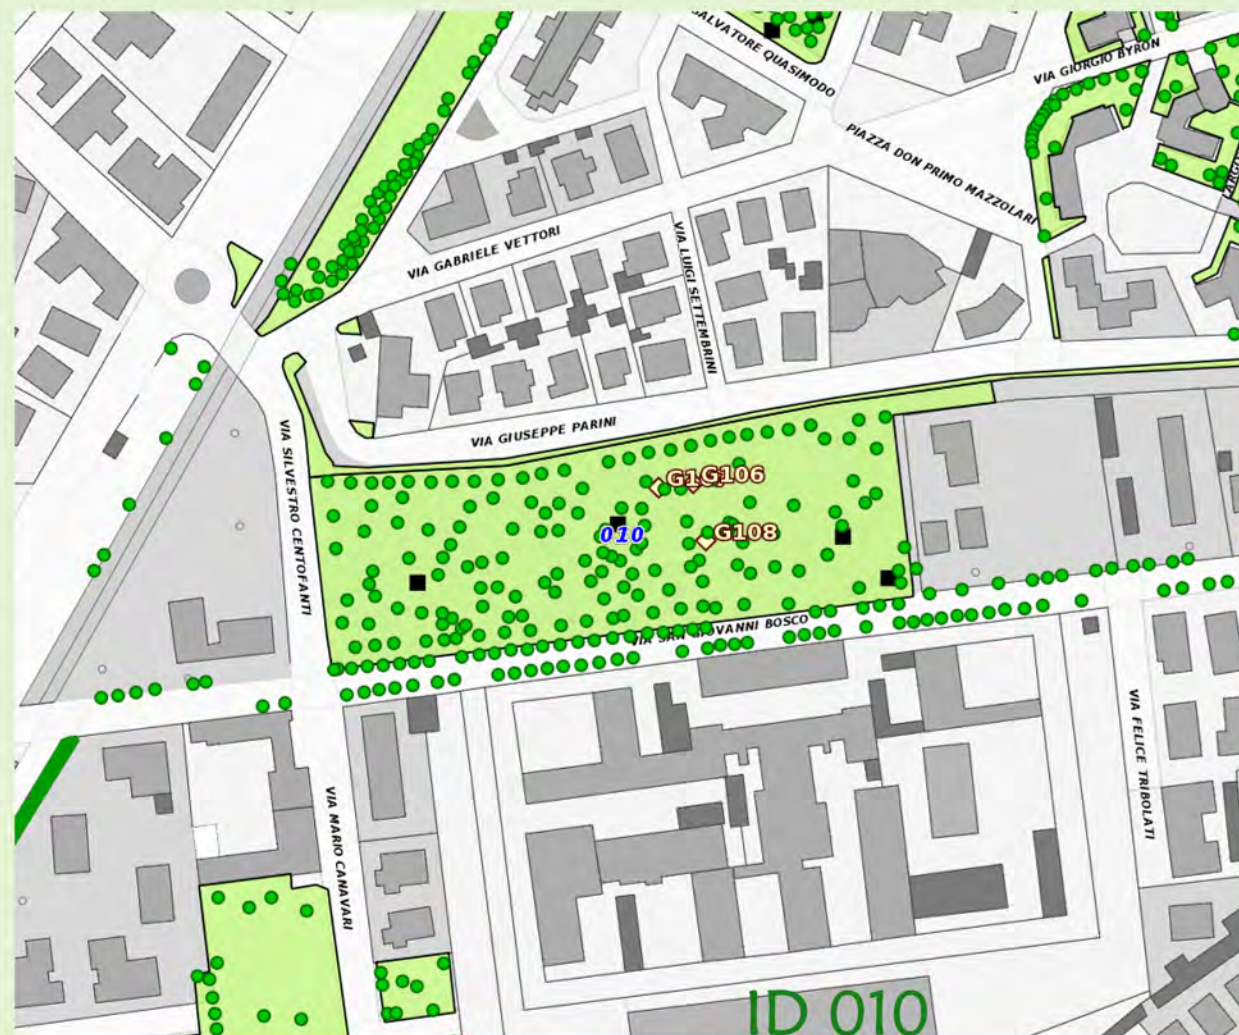 SALVATORE QUASIMODO
VIA GIORGIO BYRON
PIAZZA DON PRIMO MAZZOLARI
VIA GABRIELE VETTORI
VIA LUIGI SETTEMBRINI
VIA GIUSEPPE PARINI
VIA SILVESTRO CENTOFANTI
G106
010
G108
VIA SAN GIOVANNI BOSCO
VIA FELICE TRIBOLATI
VIA MARIO CANAVARI
ID 010